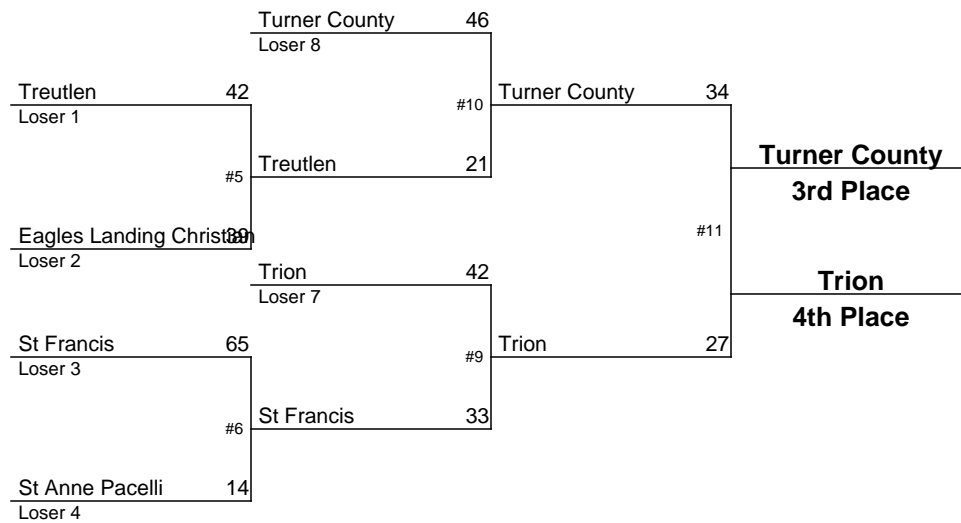 Turner County 46
Loser 8
Treutlen 42
Loser 1
#10
Turner County 34
Treutlen 21
#5
Turner County
3rd Place
Eagles Landing Christian 39
Loser 2
#11
Trion 42
Loser 7
Trion
4th Place
St Francis 65
Loser 3
#9
Trion 27
St Francis 33
#6
St Anne Pacelli 14
Loser 4